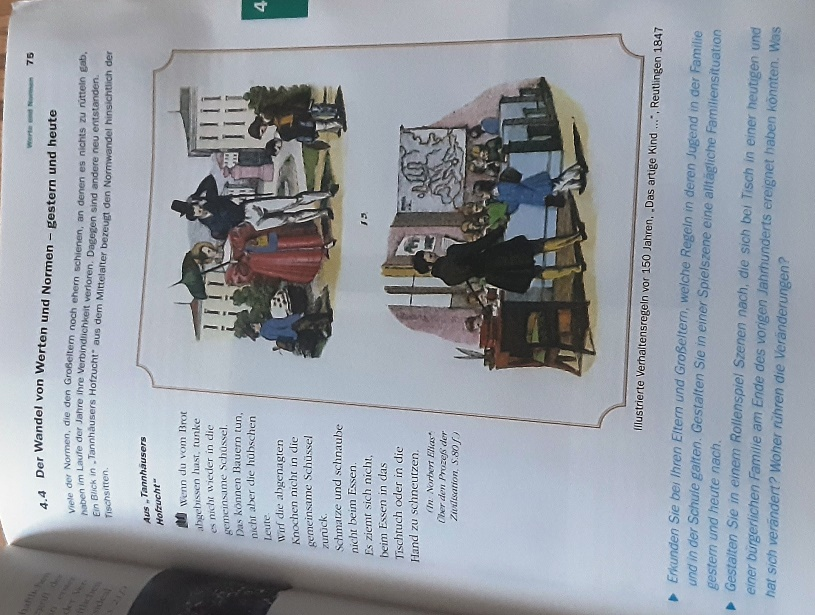 Werte und Normen 75
4.4 Der Wandel von Werten und Normen – gestern und heute
Viele der Normen, die den Großeltern noch ehern schienen, an denen es nichts zu rütteln gab,
haben im Laufe der Jahre ihre Verbindlichkeit verloren. Dagegen sind andere neu entstanden.
Ein Blick in „Tannhäusers Hofzucht“ aus dem Mittelalter bezeugt den Normwandel hinsichtlich der
Tischsitten.
Aus „Tannhäusers
Hofzucht“
Wenn du vom Brot
abgebissen hast, tunke
es nicht wieder in die
gemeinsame Schüssel.
Das können Bauern tun,
nicht aber die hübschen
Leute.
Wirf die abgenagten
Knochen nicht in die
gemeinsame Schüssel
zurück.
Schmatze und schnaube
nicht beim Essen.
Es ziemt sich nicht,
beim Essen in das
Tischtuch oder in die
Hand zu schneutzen.
(In: Norbert Elias:
Über den Prozeß der
Zivilisation. S. 80 f.)
4
15.
Illustrierte Verhaltensregeln vor 150 Jahren. „Das artige Kind ...“, Reutlingen 1847
Erkunden Sie bei Ihren Eltern und Großeltern, welche Regeln in deren Jugend in der Familie
und in der Schule galten. Gestalten Sie in einer Spielszene eine alltägliche Familiensituation
gestern und heute nach.
Gestalten Sie in einem Rollenspiel Szenen nach, die sich bei Tisch in einer heutigen und
einer bürgerlichen Familie am Ende des vorigen Jahrhunderts ereignet haben könnten. Was
hat sich verändert? Woher rühren die Veränderungen?